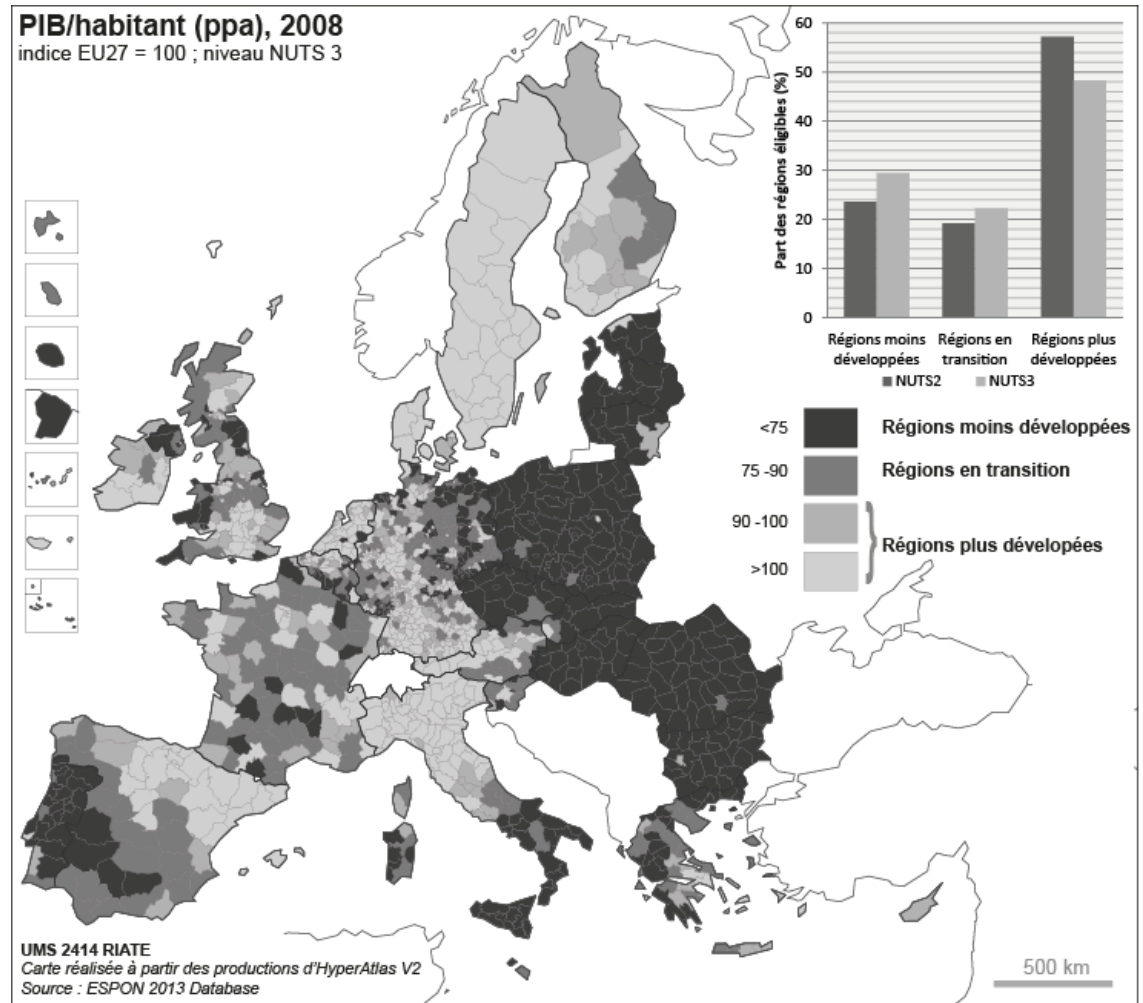 PIB/habitant (ppa), 2008
indice EU27 = 100 ; niveau NUTS 3
Part des régions éligibles (%)
60
50
40
30
20
10
0
Régions moins développées
Régions en transition
Régions plus développées
NUTS2
NUTS3
<75
Régions moins développées
75 -90
Régions en transition
90 -100
Régions plus dévelopées
>100
UMS 2414 RIATE
Carte réalisée à partir des productions d'HyperAtlas V2
Source : ESPON 2013 Database
500 km